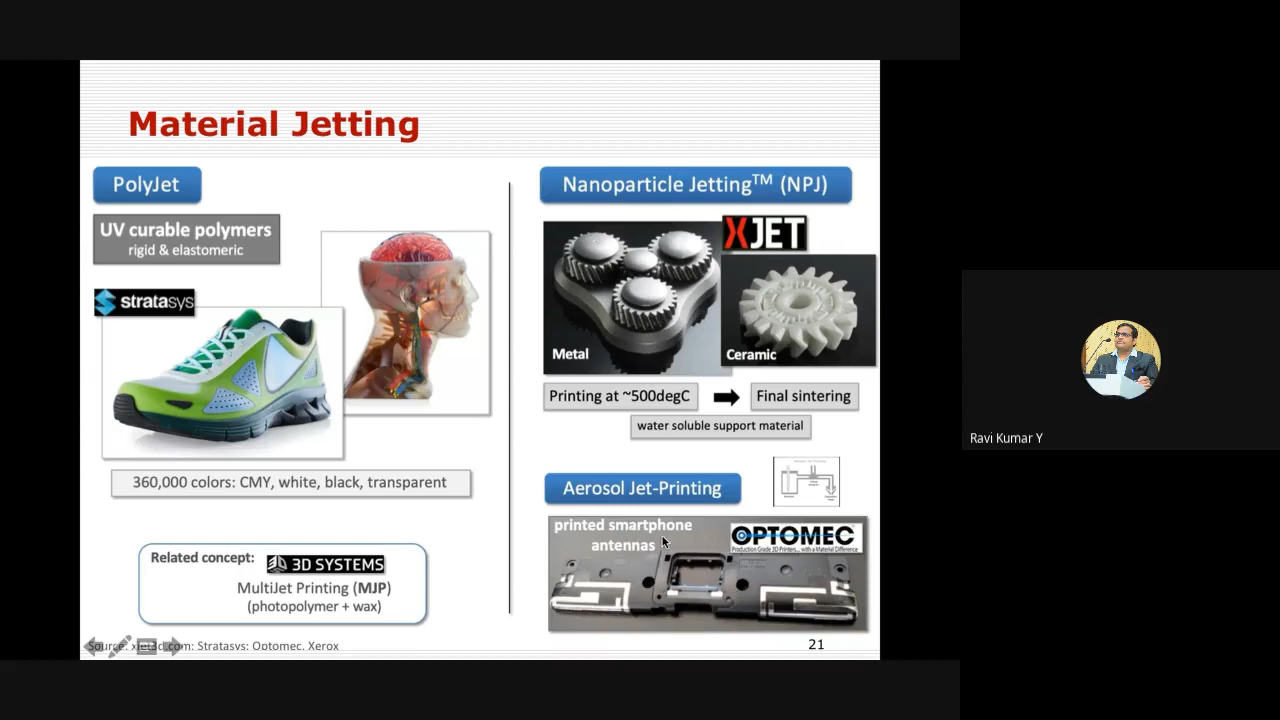 Material Jetting
PolyJet
UV curable polymers
rigid & elastomeric
stratasys
360,000 colors: CMY, white, black, transparent
Related concept:
3D SYSTEMS
MultiJet Printing (MJP)
(photopolymer + wax)
Source: xjet3d.com: Stratasys: Optomec, Xerox
Nanoparticle Jetting™ (NPJ)
XJET
Metal
Ceramic
Printing at ~500degC
Final sintering
water soluble support material
Aerosol Jet-Printing
printed smartphone
antennas
OPTOMEC
Production Grade 3D Printers... with a Material Difference
21
Ravi Kumar Y